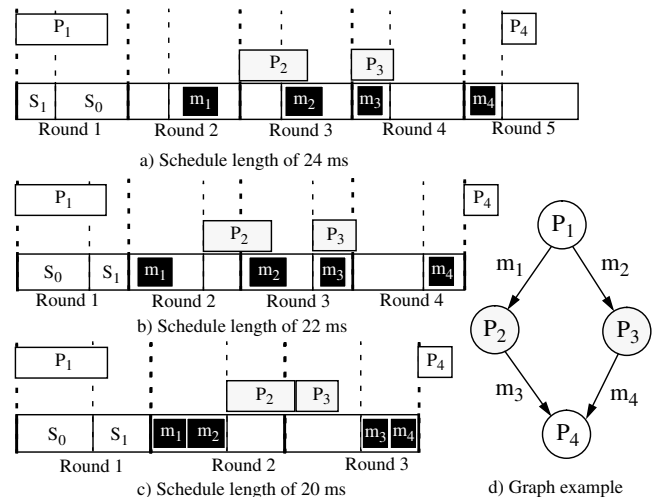 P1 P4
P2 P3
S1 S0 m1 m2 m3 m4
Round 1 Round 2 Round 3 Round 4 Round 5
a) Schedule length of 24 ms
P1 P4
P2 P3
S0 S1 m1 m2 m3 m4
Round 1 Round 2 Round 3 Round 4
b) Schedule length of 22 ms
P1 P4
P2 P3
S0 S1 m1 m2 m3 m4
Round 1 Round 2 Round 3
c) Schedule length of 20 ms
P1
m1 m2
P2 P3
m3 m4
P4
d) Graph example